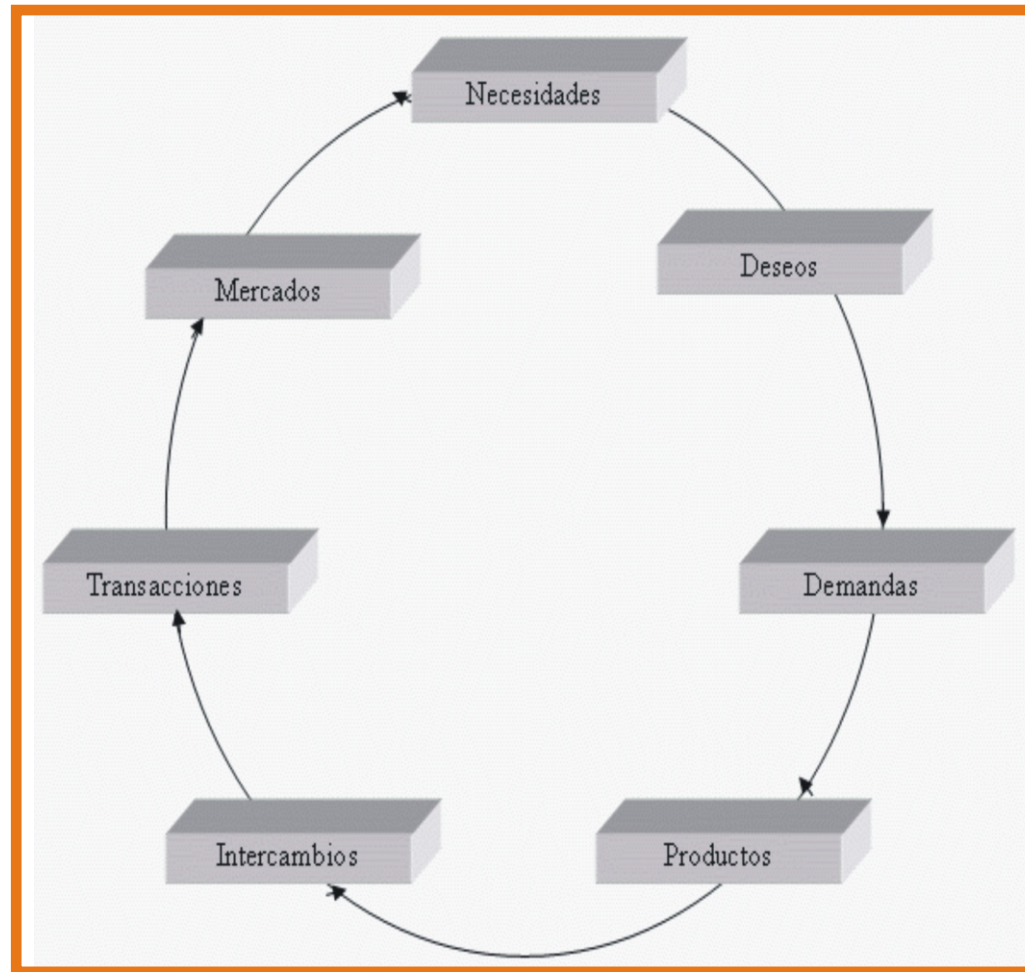 Necesidades
Deseos
Demandas
Productos
Intercambios
Transacciones
Mercados